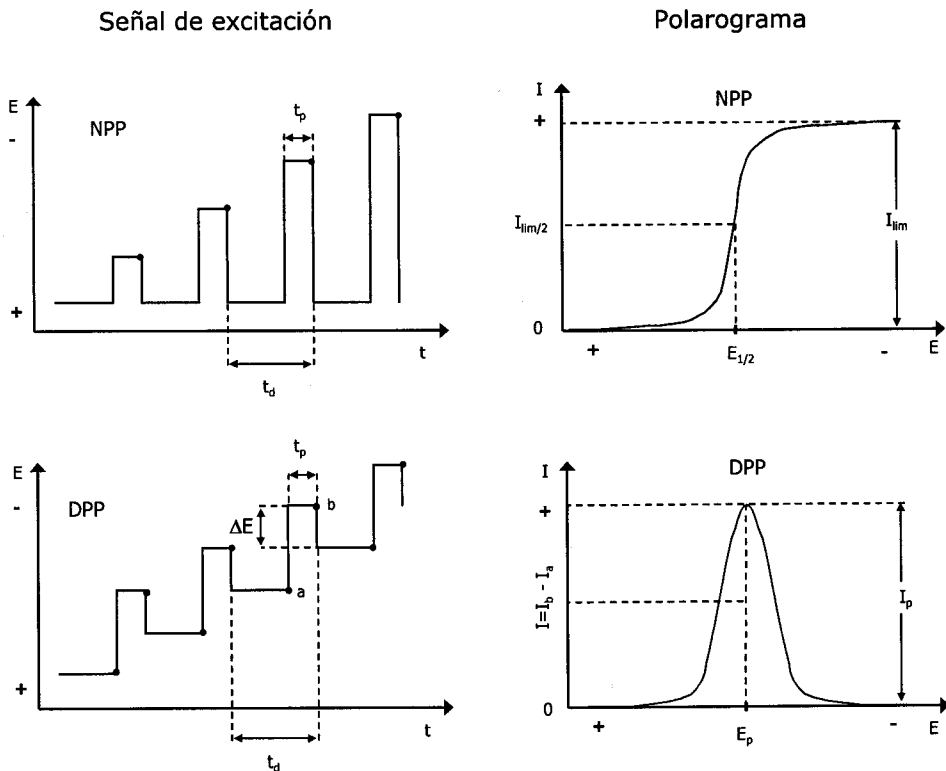 Señal de excitación
Polarograma
E
-
NPP
t_p
+
t
t_d
I
+
NPP
I_lim/2
I_lim
0
+
E_1/2
-
E
E
-
DPP
t_p
ΔE
b
a
+
t
t_d
I
+
DPP
I=I_b - I_a
I_p
0
+
E_p
-
E